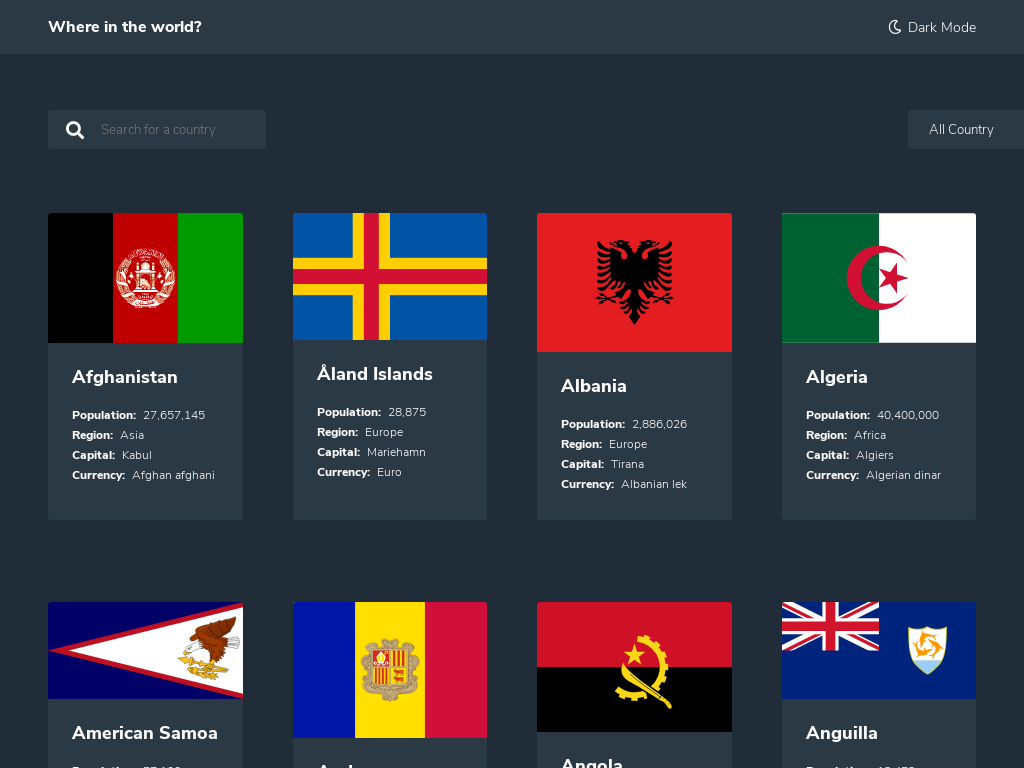 Where in the world?
Dark Mode
Search for a country
All Country
Afghanistan
Population: 27,657,145
Region: Asia
Capital: Kabul
Currency: Afghan afghani
Åland Islands
Population: 28,875
Region: Europe
Capital: Mariehamn
Currency: Euro
Albania
Population: 2,886,026
Region: Europe
Capital: Tirana
Currency: Albanian lek
Algeria
Population: 40,400,000
Region: Africa
Capital: Algiers
Currency: Algerian dinar
American Samoa
Angola
Anguilla